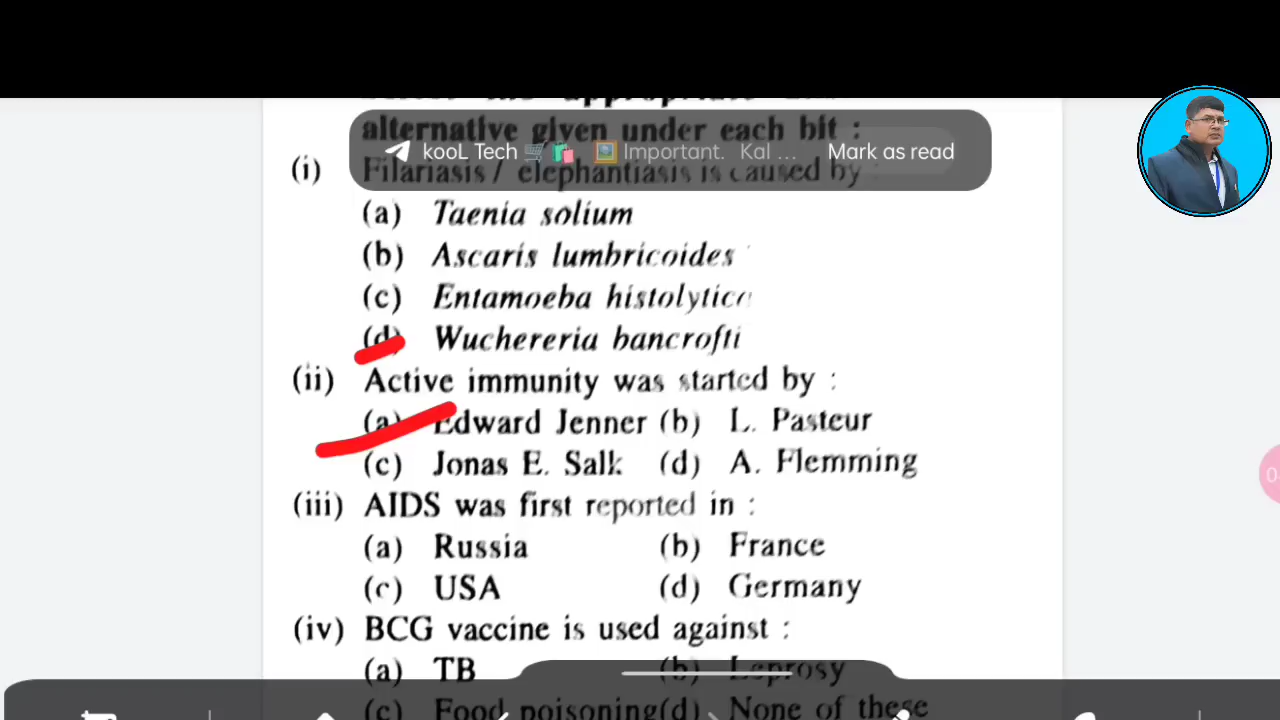 alternative given under each bit :
kooL Tech 🛒🛍️ 🖼️ Important. Kal ... Mark as read
(i) Filariasis / elephantiasis is caused by :
(a) Taenia solium
(b) Ascaris lumbricoides
(c) Entamoeba histolytica
(d) Wuchereria bancrofti
(ii) Active immunity was started by :
(a) Edward Jenner (b) L. Pasteur
(c) Jonas E. Salk (d) A. Flemming
(iii) AIDS was first reported in :
(a) Russia (b) France
(c) USA (d) Germany
(iv) BCG vaccine is used against :
(a) TB (b) Leprosy
(c) Food poisoning (d) None of these